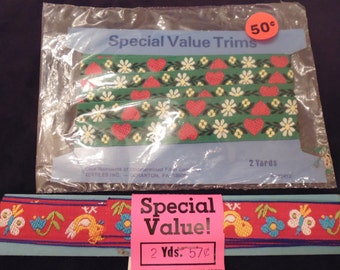 50¢
Special Value Trims
2 Yards
Special
Value!
2 Yds. 57¢